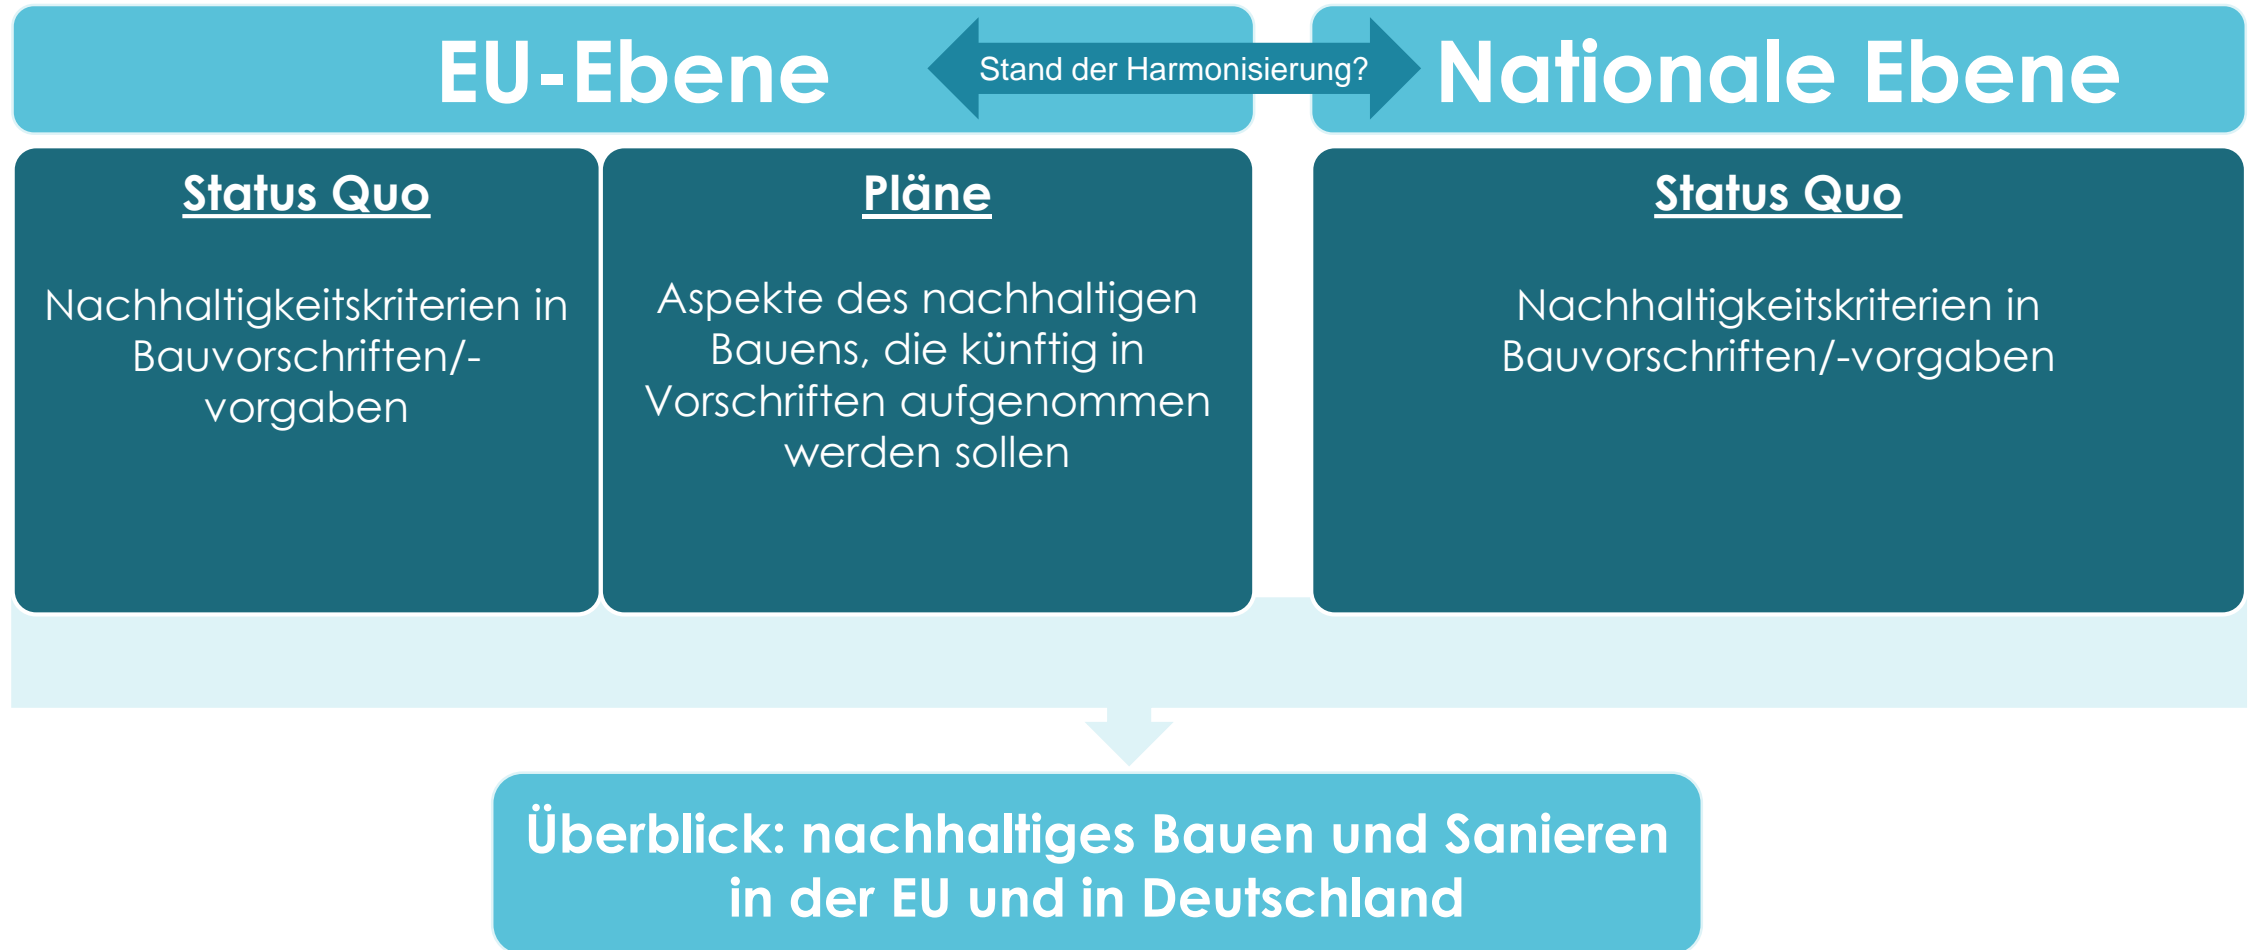 EU-Ebene
Stand der Harmonisierung?
Nationale Ebene
Status Quo
Nachhaltigkeitskriterien in
Bauvorschriften/-
vorgaben
Pläne
Aspekte des nachhaltigen
Bauens, die künftig in
Vorschriften aufgenommen
werden sollen
Status Quo
Nachhaltigkeitskriterien in
Bauvorschriften/-vorgaben
Überblick: nachhaltiges Bauen und Sanieren
in der EU und in Deutschland